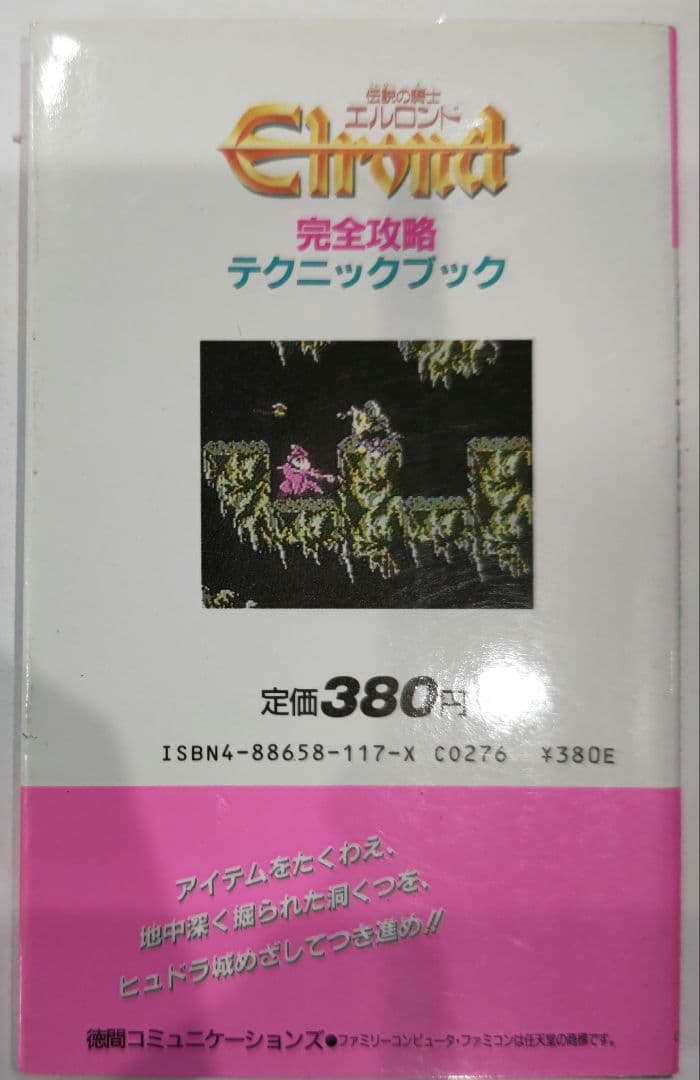 伝説の騎士
エルロンド
Elrond
完全攻略
テクニックブック
定価380円
ISBN4-88658-117-X C0276 ¥380E
アイテムをたくわえ、
地中深く掘られた洞くつを、
ヒュドラ城めざしてつき進め!!
徳間コミュニケーションズ●ファミリーコンピュータ・ファミコンは任天堂の商標です。